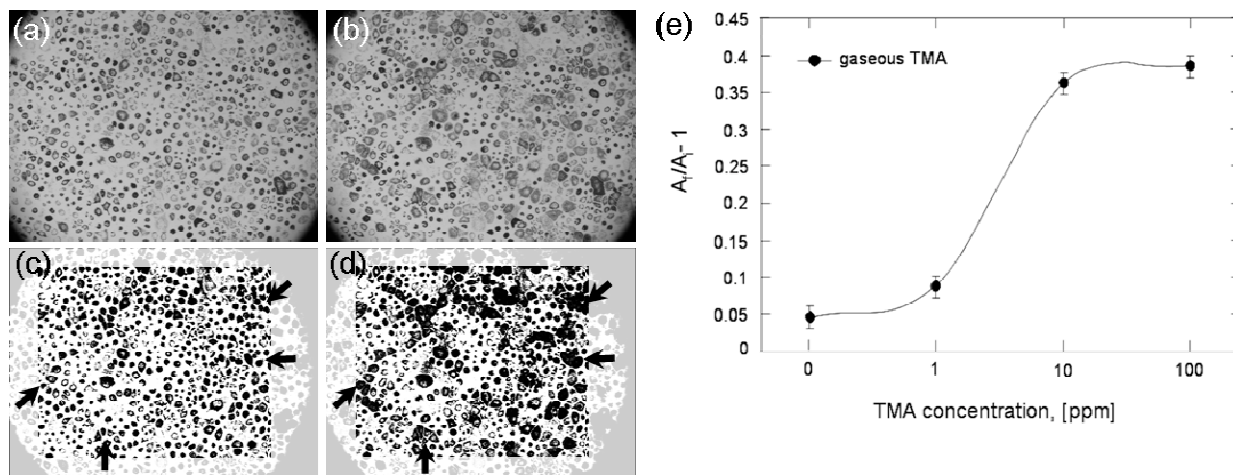 (a)
(b)
(c)
(d)
(e)
gaseous TMA
A_f/A_i- 1
0.45
0.4
0.35
0.3
0.25
0.2
0.15
0.1
0.05
0
0 1 10 100
TMA concentration, [ppm]